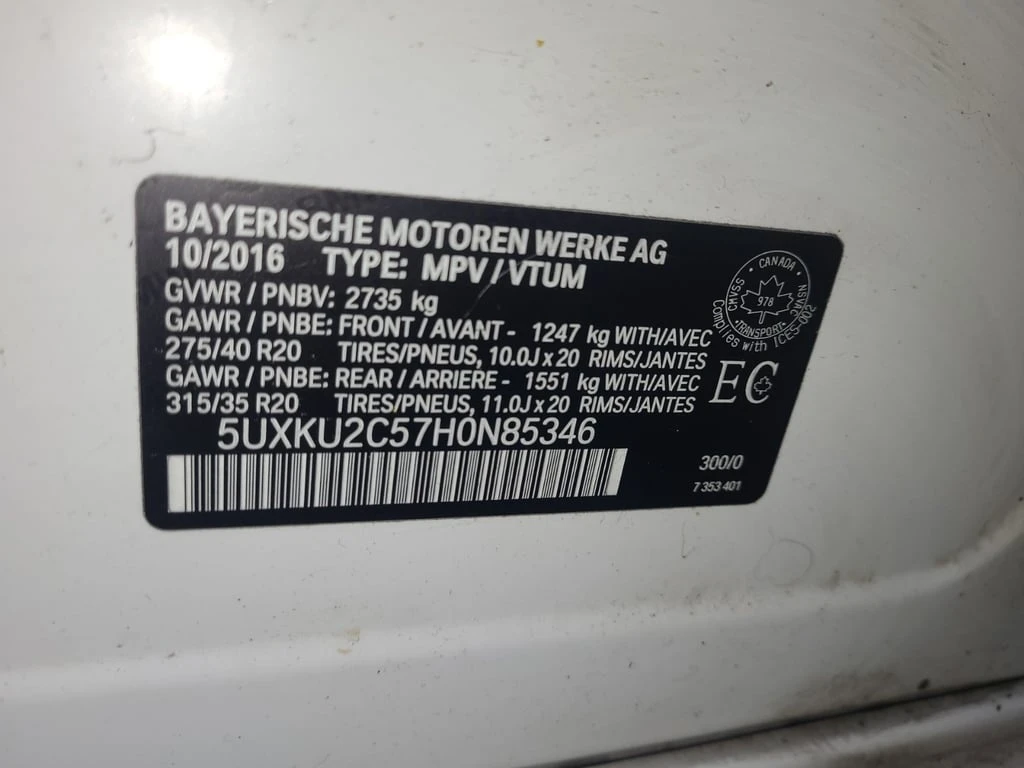 BAYERISCHE MOTOREN WERKE AG
10/2016 TYPE: MPV / VTUM
GVWR / PNBV: 2735 kg
GAWR / PNBE: FRONT / AVANT - 1247 kg WITH/AVEC
275/40 R20 TIRES/PNEUS, 10.0J x 20 RIMS/JANTES
GAWR / PNBE: REAR / ARRIERE - 1551 kg WITH/AVEC
315/35 R20 TIRES/PNEUS, 11.0J x 20 RIMS/JANTES
5UXKU2C57H0N85346
· CANADA ·
CMVSS
NSVAC
978
· TRANSPORT ·
Complies with ICES-002
EC
300/0
7 353 401